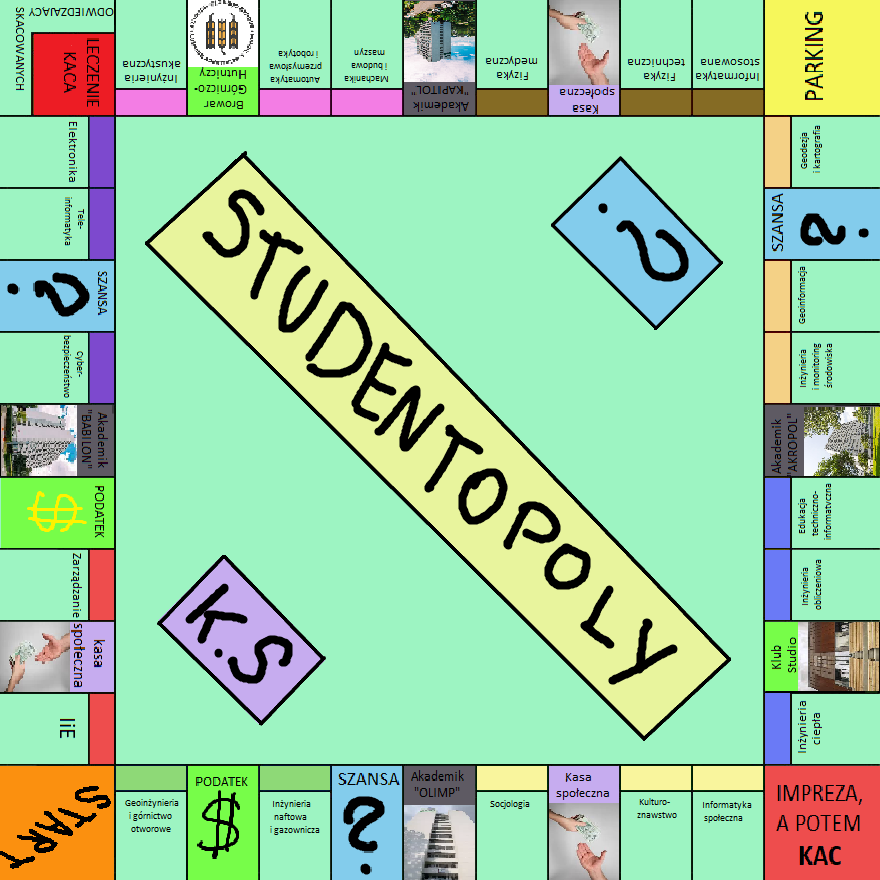 SKACOWANYCH
ODWIEDZAJĄCY
LECZENIE
KACA
Inżynieria
akustyczna
Browar
Górniczo-
Hutniczy
Automatyka
przemysłowa
i robotyka
Machanika
i budowa
maszyn
Akademik
"KAPITOL"
Fizyka
medyczna
Kasa
społeczna
Fizyka
techniczna
Informatyka
stosowana
PARKING
Geodezja
i kartografia
SZANSA
?
Geoinformacja
Inżynieria
i monitoring
środowiska
Akademik
"AKROPOL"
Edukacja
techniczno-
informatyczna
Inżynieria
obliczeniowa
Klub
Studio
Inżynieria
ciepła
IMPREZA,
A POTEM
KAC
Informatyka
społeczna
Kulturo-
znawstwo
Kasa
społeczna
Socjologia
Akademik
"OLIMP"
SZANSA
?
Inżynieria
naftowa
i gazownicza
PODATEK
$
Geoinżynieria
i górnictwo
otworowe
START
IiE
kasa
społeczna
Zarządzanie
PODATEK
$
Akademik
"BABILON"
Cyber-
bezpieczeństwo
SZANSA
?
Tele-
informatyka
Elektronika
STUDENTOPOLY
?
K.S